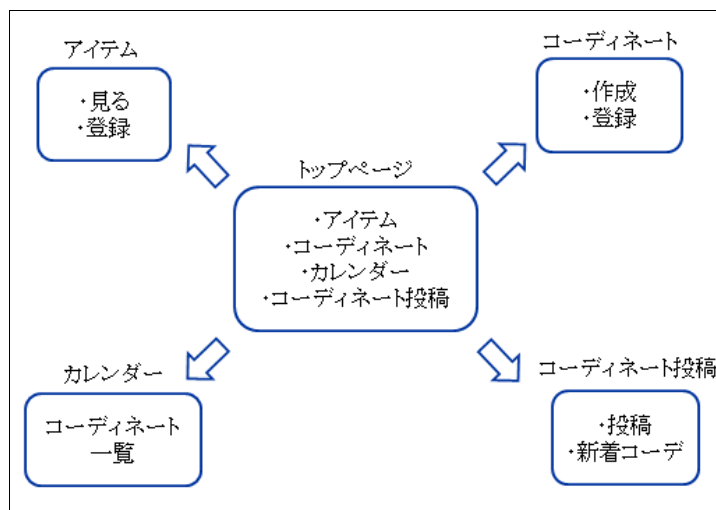 アイテム
・見る
・登録
コーディネート
・作成
・登録
トップページ
・アイテム
・コーディネート
・カレンダー
・コーディネート投稿
カレンダー
コーディネート
一覧
コーディネート投稿
・投稿
・新着コーデ